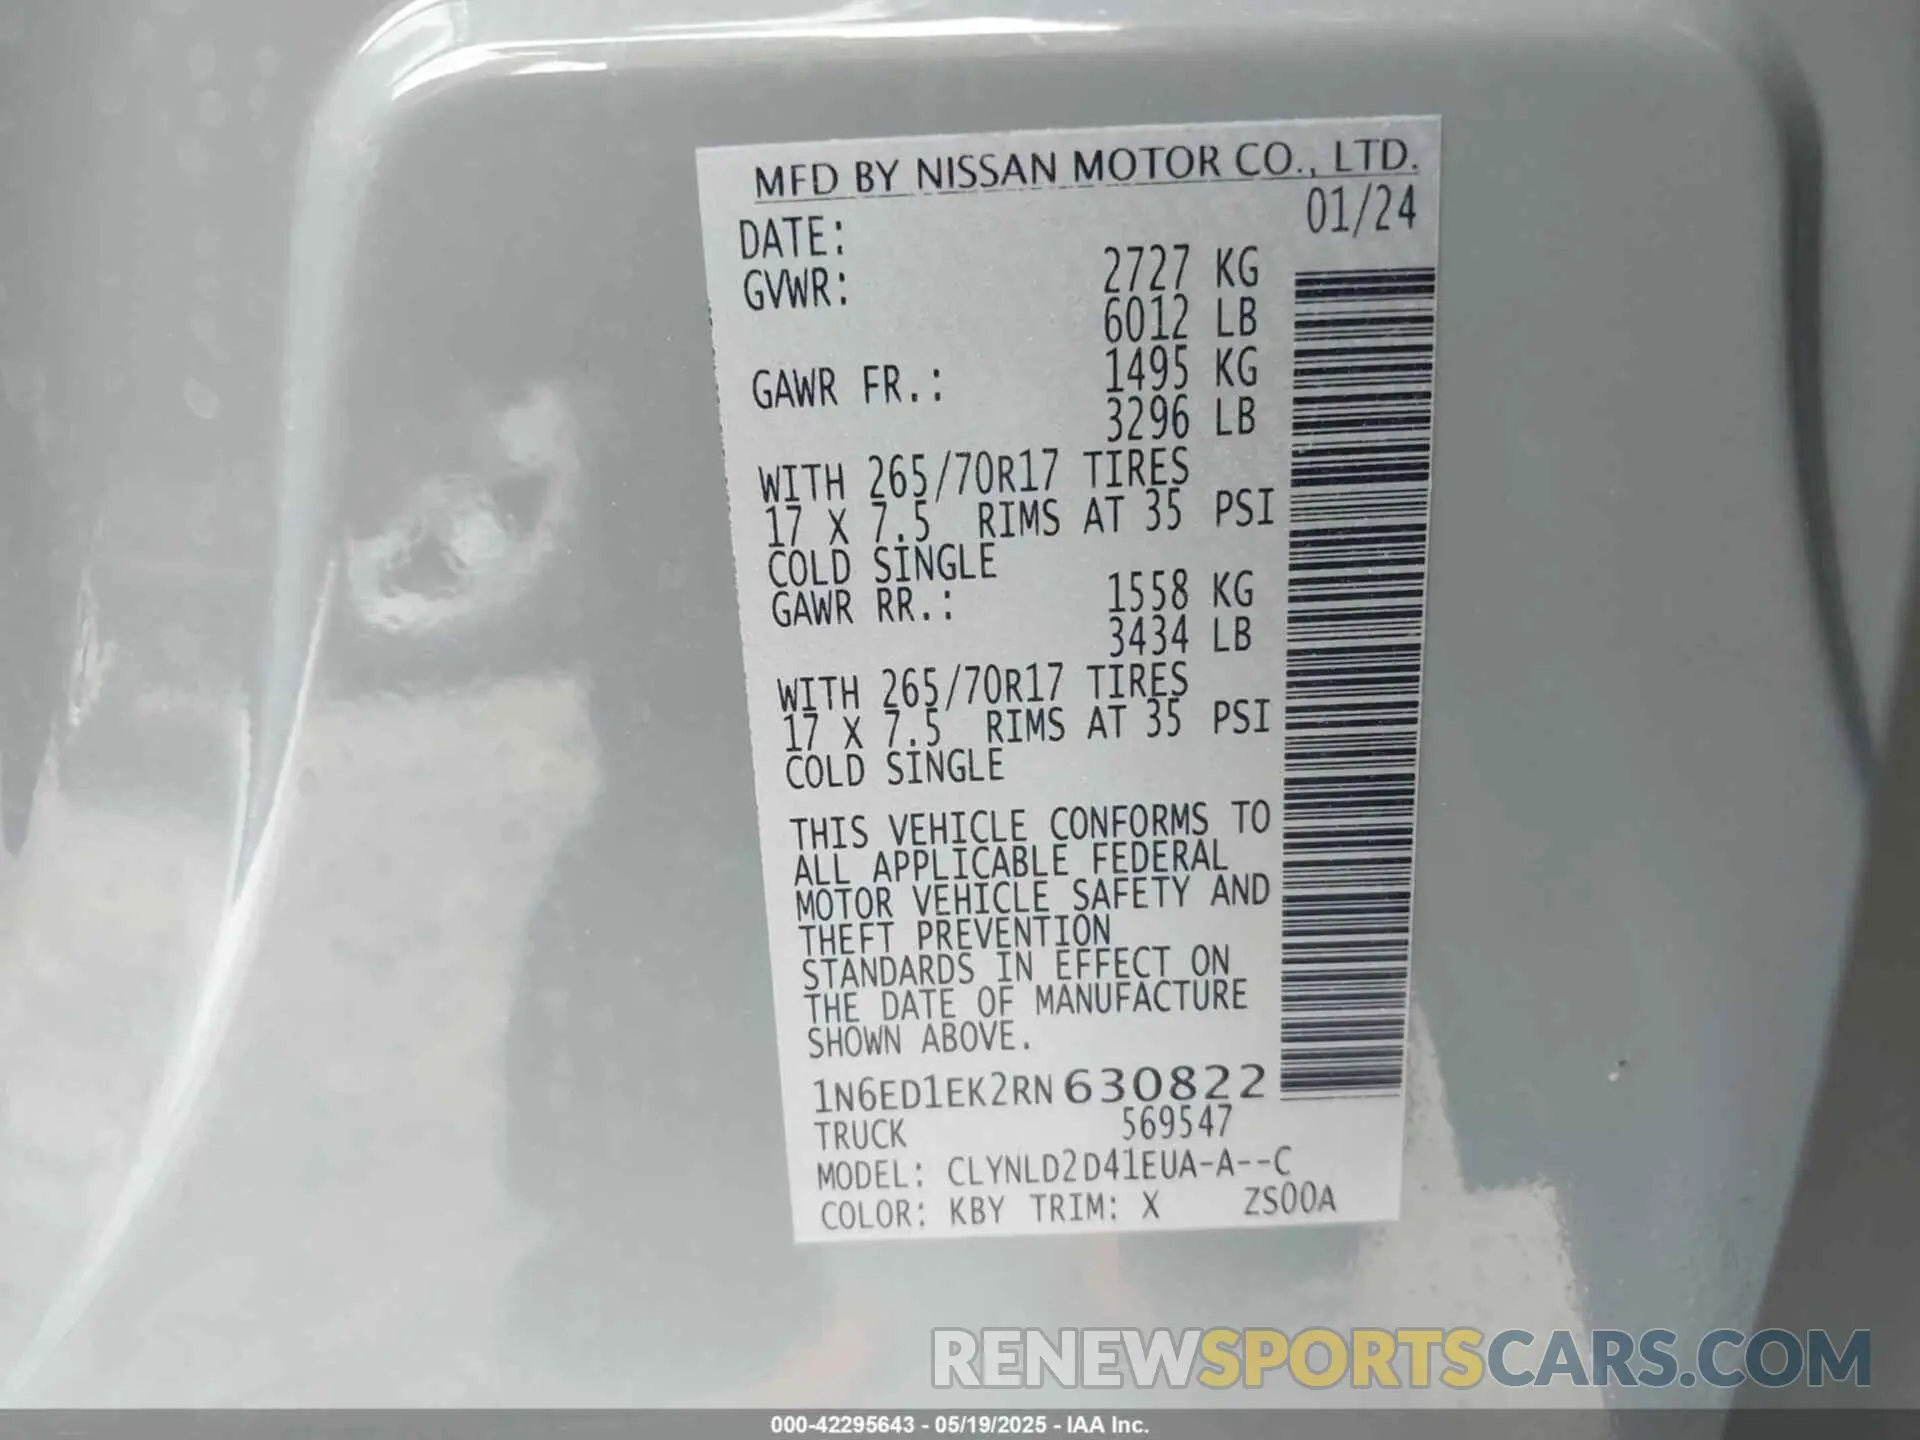 MFD BY NISSAN MOTOR CO., LTD.
DATE: 01/24
GVWR: 2727 KG
6012 LB
GAWR FR.: 1495 KG
3296 LB
WITH 265/70R17 TIRES
17 X 7.5 RIMS AT 35 PSI
COLD SINGLE
GAWR RR.: 1558 KG
3434 LB
WITH 265/70R17 TIRES
17 X 7.5 RIMS AT 35 PSI
COLD SINGLE
THIS VEHICLE CONFORMS TO
ALL APPLICABLE FEDERAL
MOTOR VEHICLE SAFETY AND
THEFT PREVENTION
STANDARDS IN EFFECT ON
THE DATE OF MANUFACTURE
SHOWN ABOVE.
1N6ED1EK2RN630822
TRUCK 569547
MODEL: CLYNLD2D41EUA-A--C
COLOR: KBY TRIM: X ZS00A
RENEWSPORTSCARS.COM
000-42295643 - 05/19/2025 - IAA Inc.